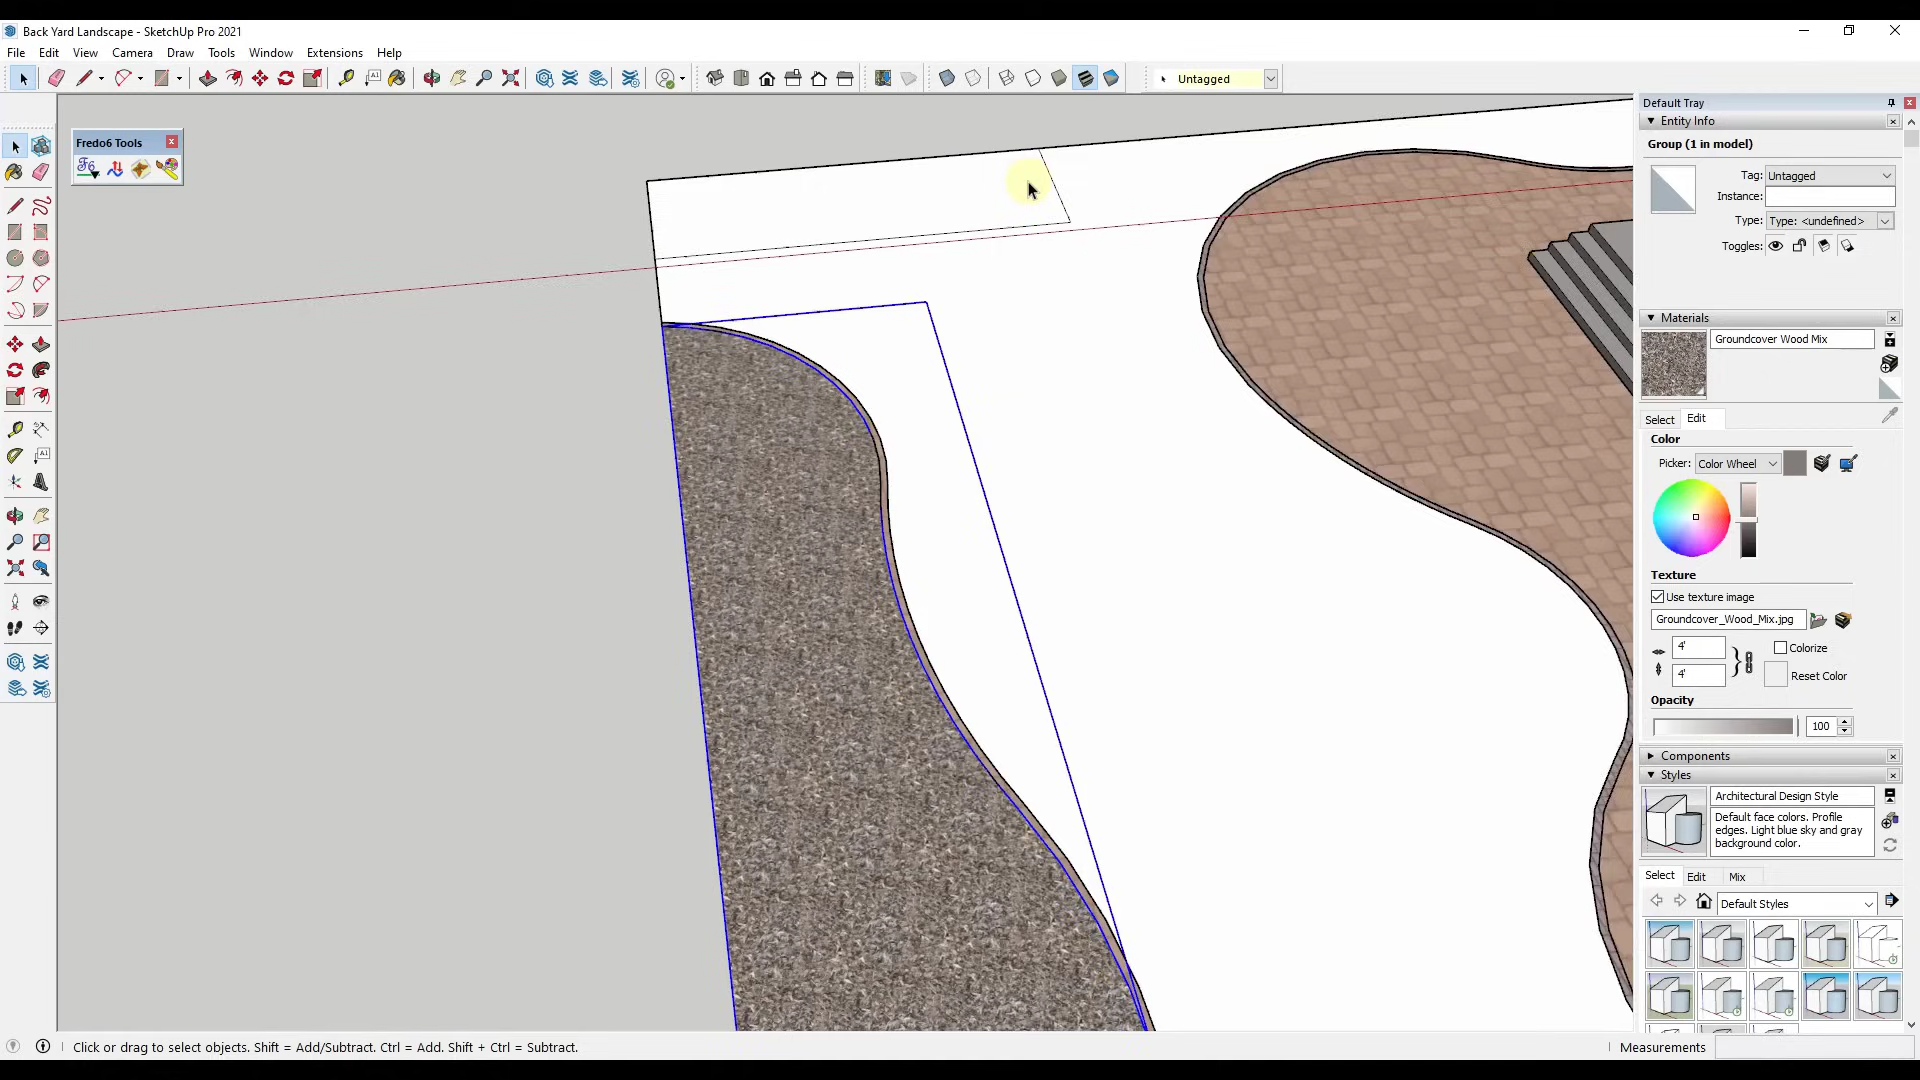 Back Yard Landscape - SketchUp Pro 2021
File Edit View Camera Draw Tools Window Extensions Help
Untagged
Fredo6 Tools
Default Tray
Entity Info
Group (1 in model)
Tag: Untagged
Instance:
Type: Type: <undefined>
Toggles:
Materials
Groundcover Wood Mix
Select Edit
Color
Picker: Color Wheel
Texture
Use texture image
Groundcover_Wood_Mix.jpg
4' Colorize
4' Reset Color
Opacity
100
Components
Styles
Architectural Design Style
Default face colors. Profile
edges. Light blue sky and gray
background color.
Select Edit Mix
Default Styles
Click or drag to select objects. Shift = Add/Subtract. Ctrl = Add. Shift + Ctrl = Subtract.
Measurements